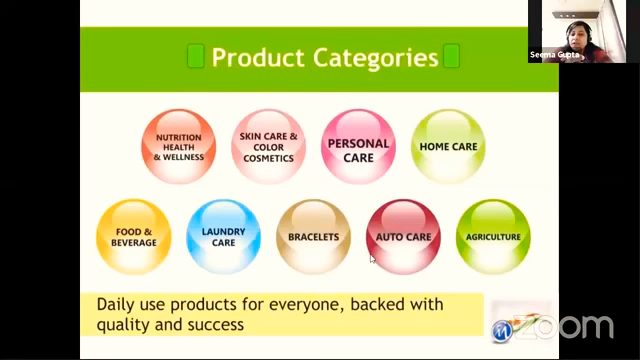 Product Categories
Seema Gupta
NUTRITION
HEALTH
& WELLNESS
SKIN CARE &
COLOR
COSMETICS
PERSONAL
CARE
HOME CARE
FOOD &
BEVERAGE
LAUNDRY
CARE
BRACELETS
AUTO CARE
AGRICULTURE
Daily use products for everyone, backed with
quality and success
zoom